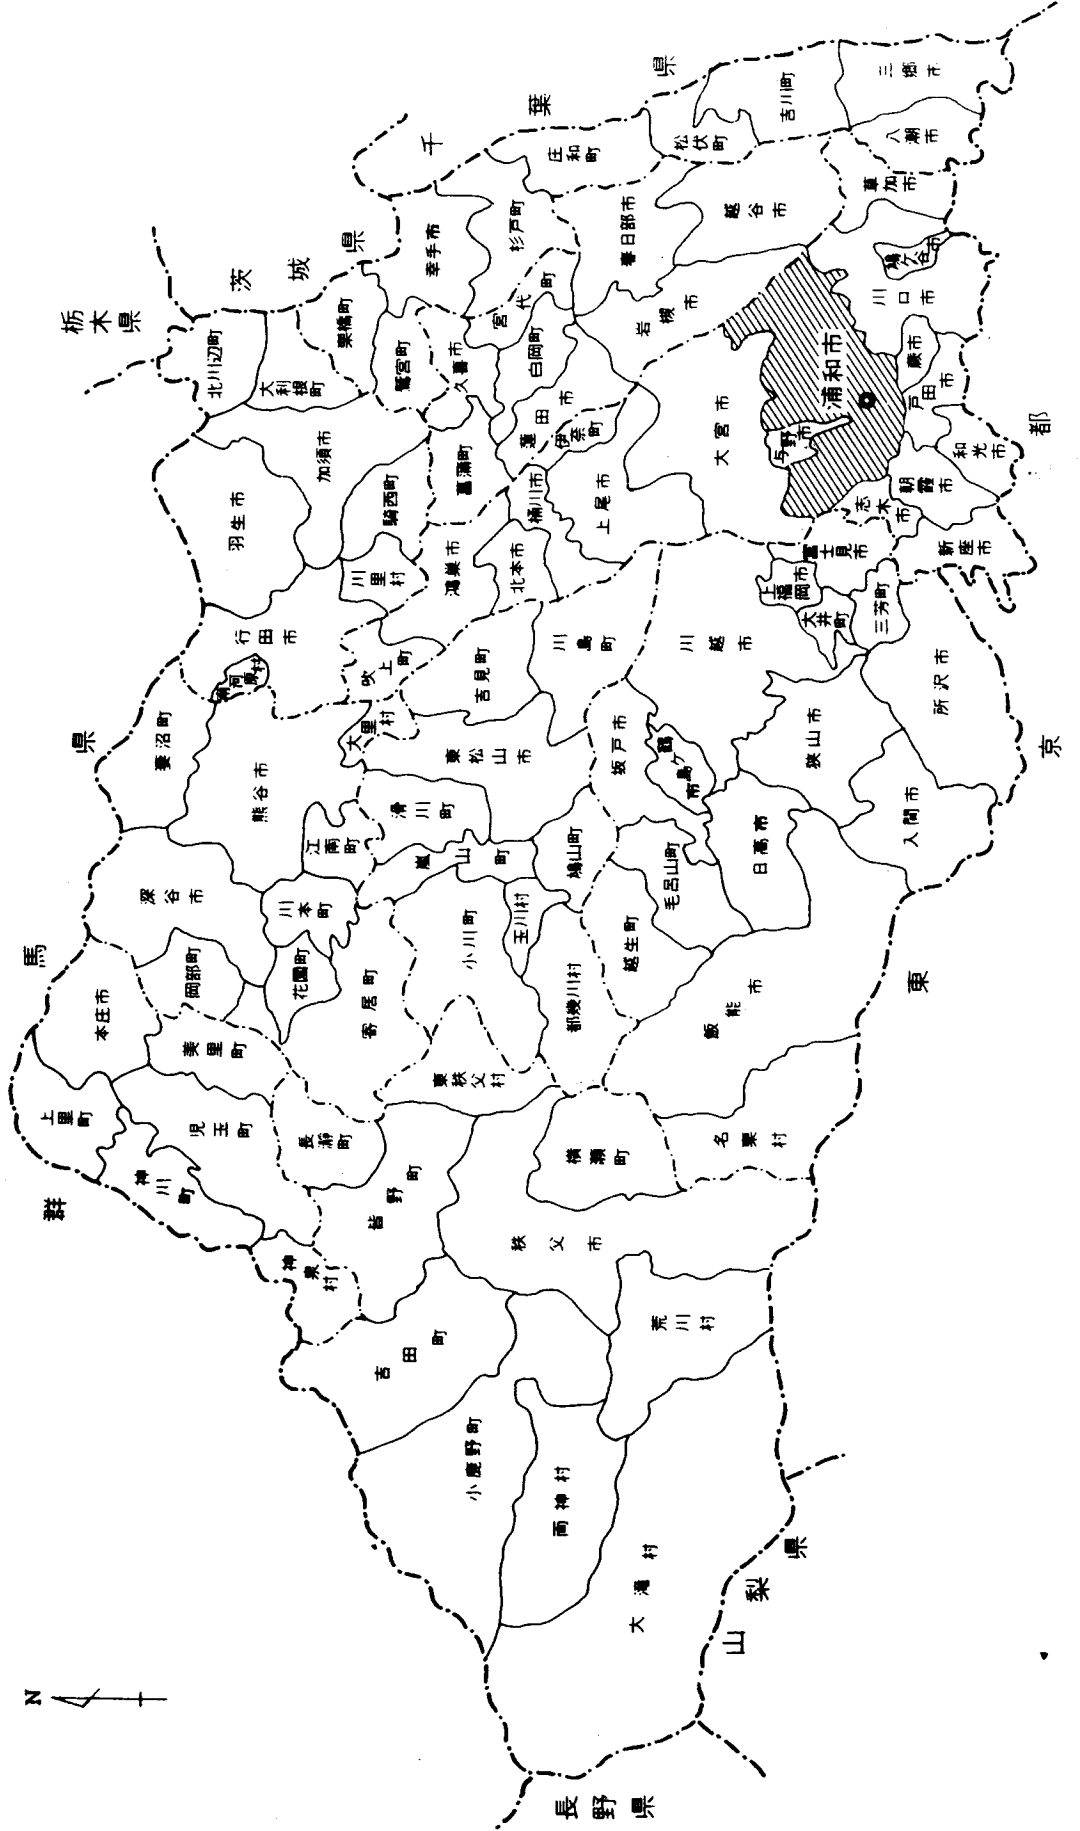 N
群馬県
栃木県
茨城県
千葉県
東京都
山梨県
長野県
北川辺町
大利根町
栗橋町
幸手市
鷲宮町
久喜市
杉戸町
宮代町
白岡町
庄和町
松伏町
吉川町
三郷市
八潮市
草加市
越谷市
春日部市
岩槻市
蓮田市
伊奈町
菖蒲町
加須市
騎西町
羽生市
川里村
鴻巣市
桶川市
北本市
上尾市
大宮市
与野市
浦和市
川口市
鳩ケ谷市
蕨市
戸田市
和光市
朝霞市
志木市
新座市
富士見市
上福岡市
大井町
三芳町
所沢市
川越市
川島町
吉見町
吹上町
行田市
南河原村
妻沼町
熊谷市
大里村
東松山市
滑川町
嵐山町
江南町
川本町
深谷市
岡部町
花園町
寄居町
小川町
玉川村
都幾川村
鳩山町
坂戸市
鶴ケ島市
毛呂山町
越生町
日高市
狭山市
入間市
飯能市
名栗村
横瀬町
東秩父村
本庄市
美里町
上里町
児玉町
神川町
神泉村
長瀞町
皆野町
秩父市
吉田町
荒川村
小鹿野町
両神村
大滝村